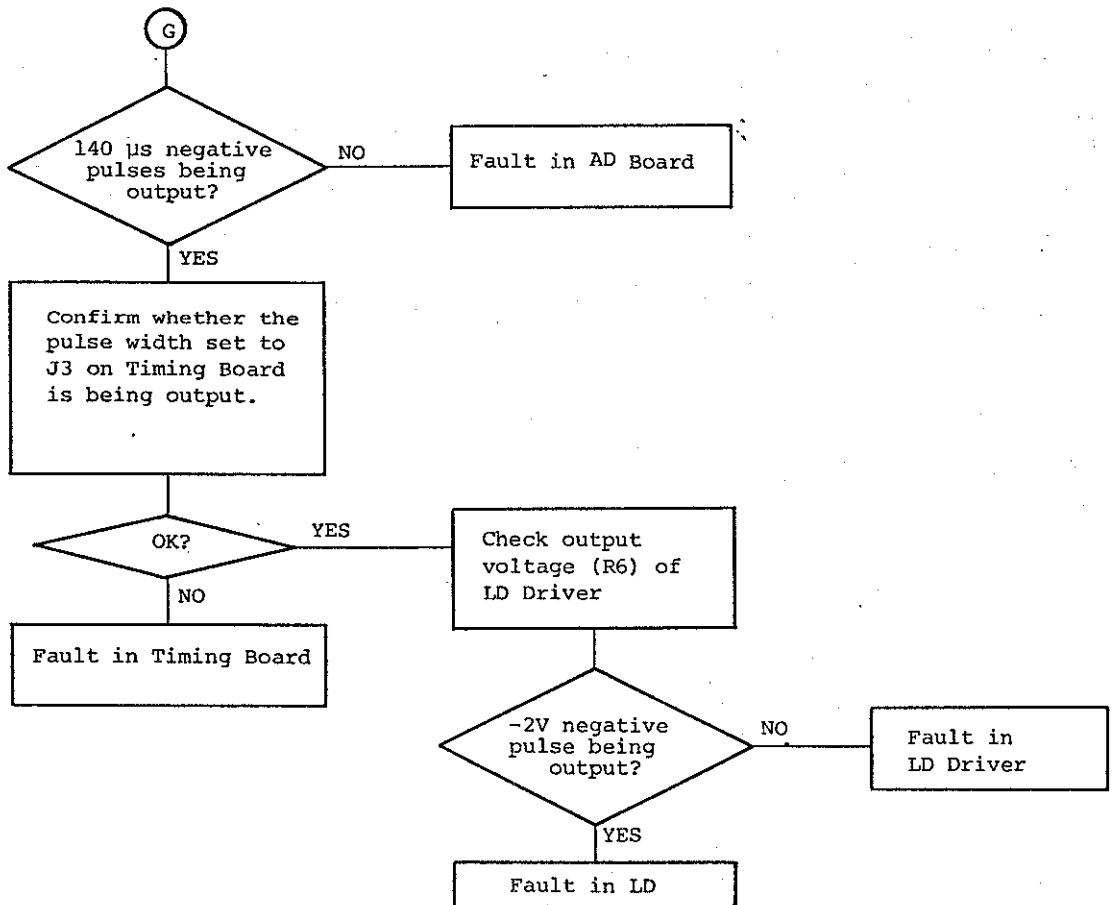 G
140 µs negative
pulses being
output?
NO
Fault in AD Board
YES
Confirm whether the
pulse width set to
J3 on Timing Board
is being output.
OK?
YES
Check output
voltage (R6) of
LD Driver
NO
Fault in Timing Board
-2V negative
pulse being
output?
NO
Fault in
LD Driver
YES
Fault in LD